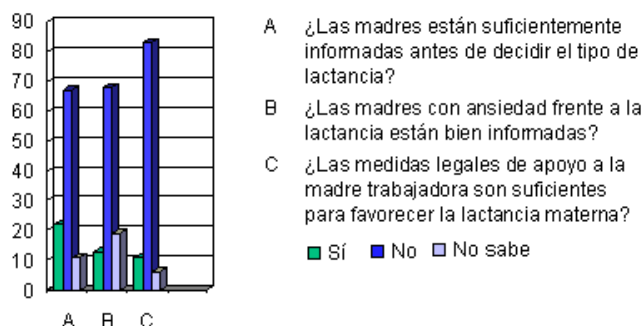 90
80
70
60
50
40
30
20
10
0
A B C
A ¿Las madres están suficientemente
informadas antes de decidir el tipo de
lactancia?
B ¿Las madres con ansiedad frente a la
lactancia están bien informadas?
C ¿Las medidas legales de apoyo a la
madre trabajadora son suficientes
para favorecer la lactancia materna?
Sí No No sabe